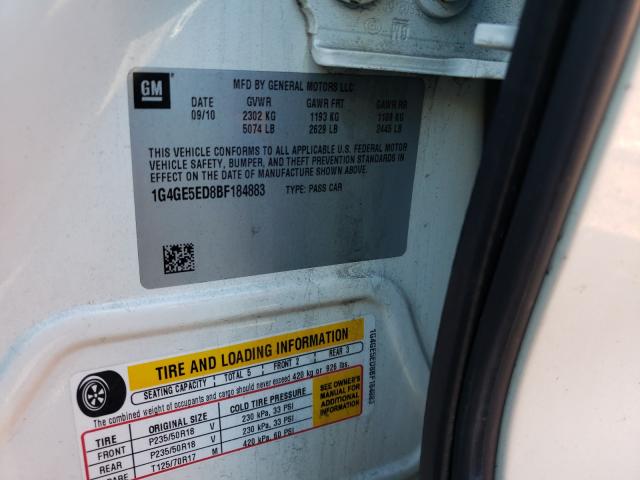 GM
MFD BY GENERAL MOTORS LLC
DATE GVWR GAWR FRT GAWR RR
09/10 2302 KG 1193 KG 1109 KG
5074 LB 2629 LB 2445 LB
THIS VEHICLE CONFORMS TO ALL APPLICABLE U.S. FEDERAL MOTOR
VEHICLE SAFETY, BUMPER, AND THEFT PREVENTION STANDARDS IN
EFFECT ON THE DATE OF MANUFACTURE SHOWN ABOVE.
1G4GE5ED8BF184883 TYPE: PASS CAR
TIRE AND LOADING INFORMATION
SEATING CAPACITY: TOTAL 5 FRONT 2 REAR 3
The combined weight of occupants and cargo should never exceed 420 kg or 926 lbs.
TIRE ORIGINAL SIZE COLD TIRE PRESSURE
FRONT P235/50R18 V 230 kPa, 33 PSI
REAR P235/50R18 V 230 kPa, 33 PSI
T125/70R17 M 420 kPa, 60 PSI
SEE OWNER'S
MANUAL FOR
ADDITIONAL
INFORMATION
1G4GE5ED8BF184883